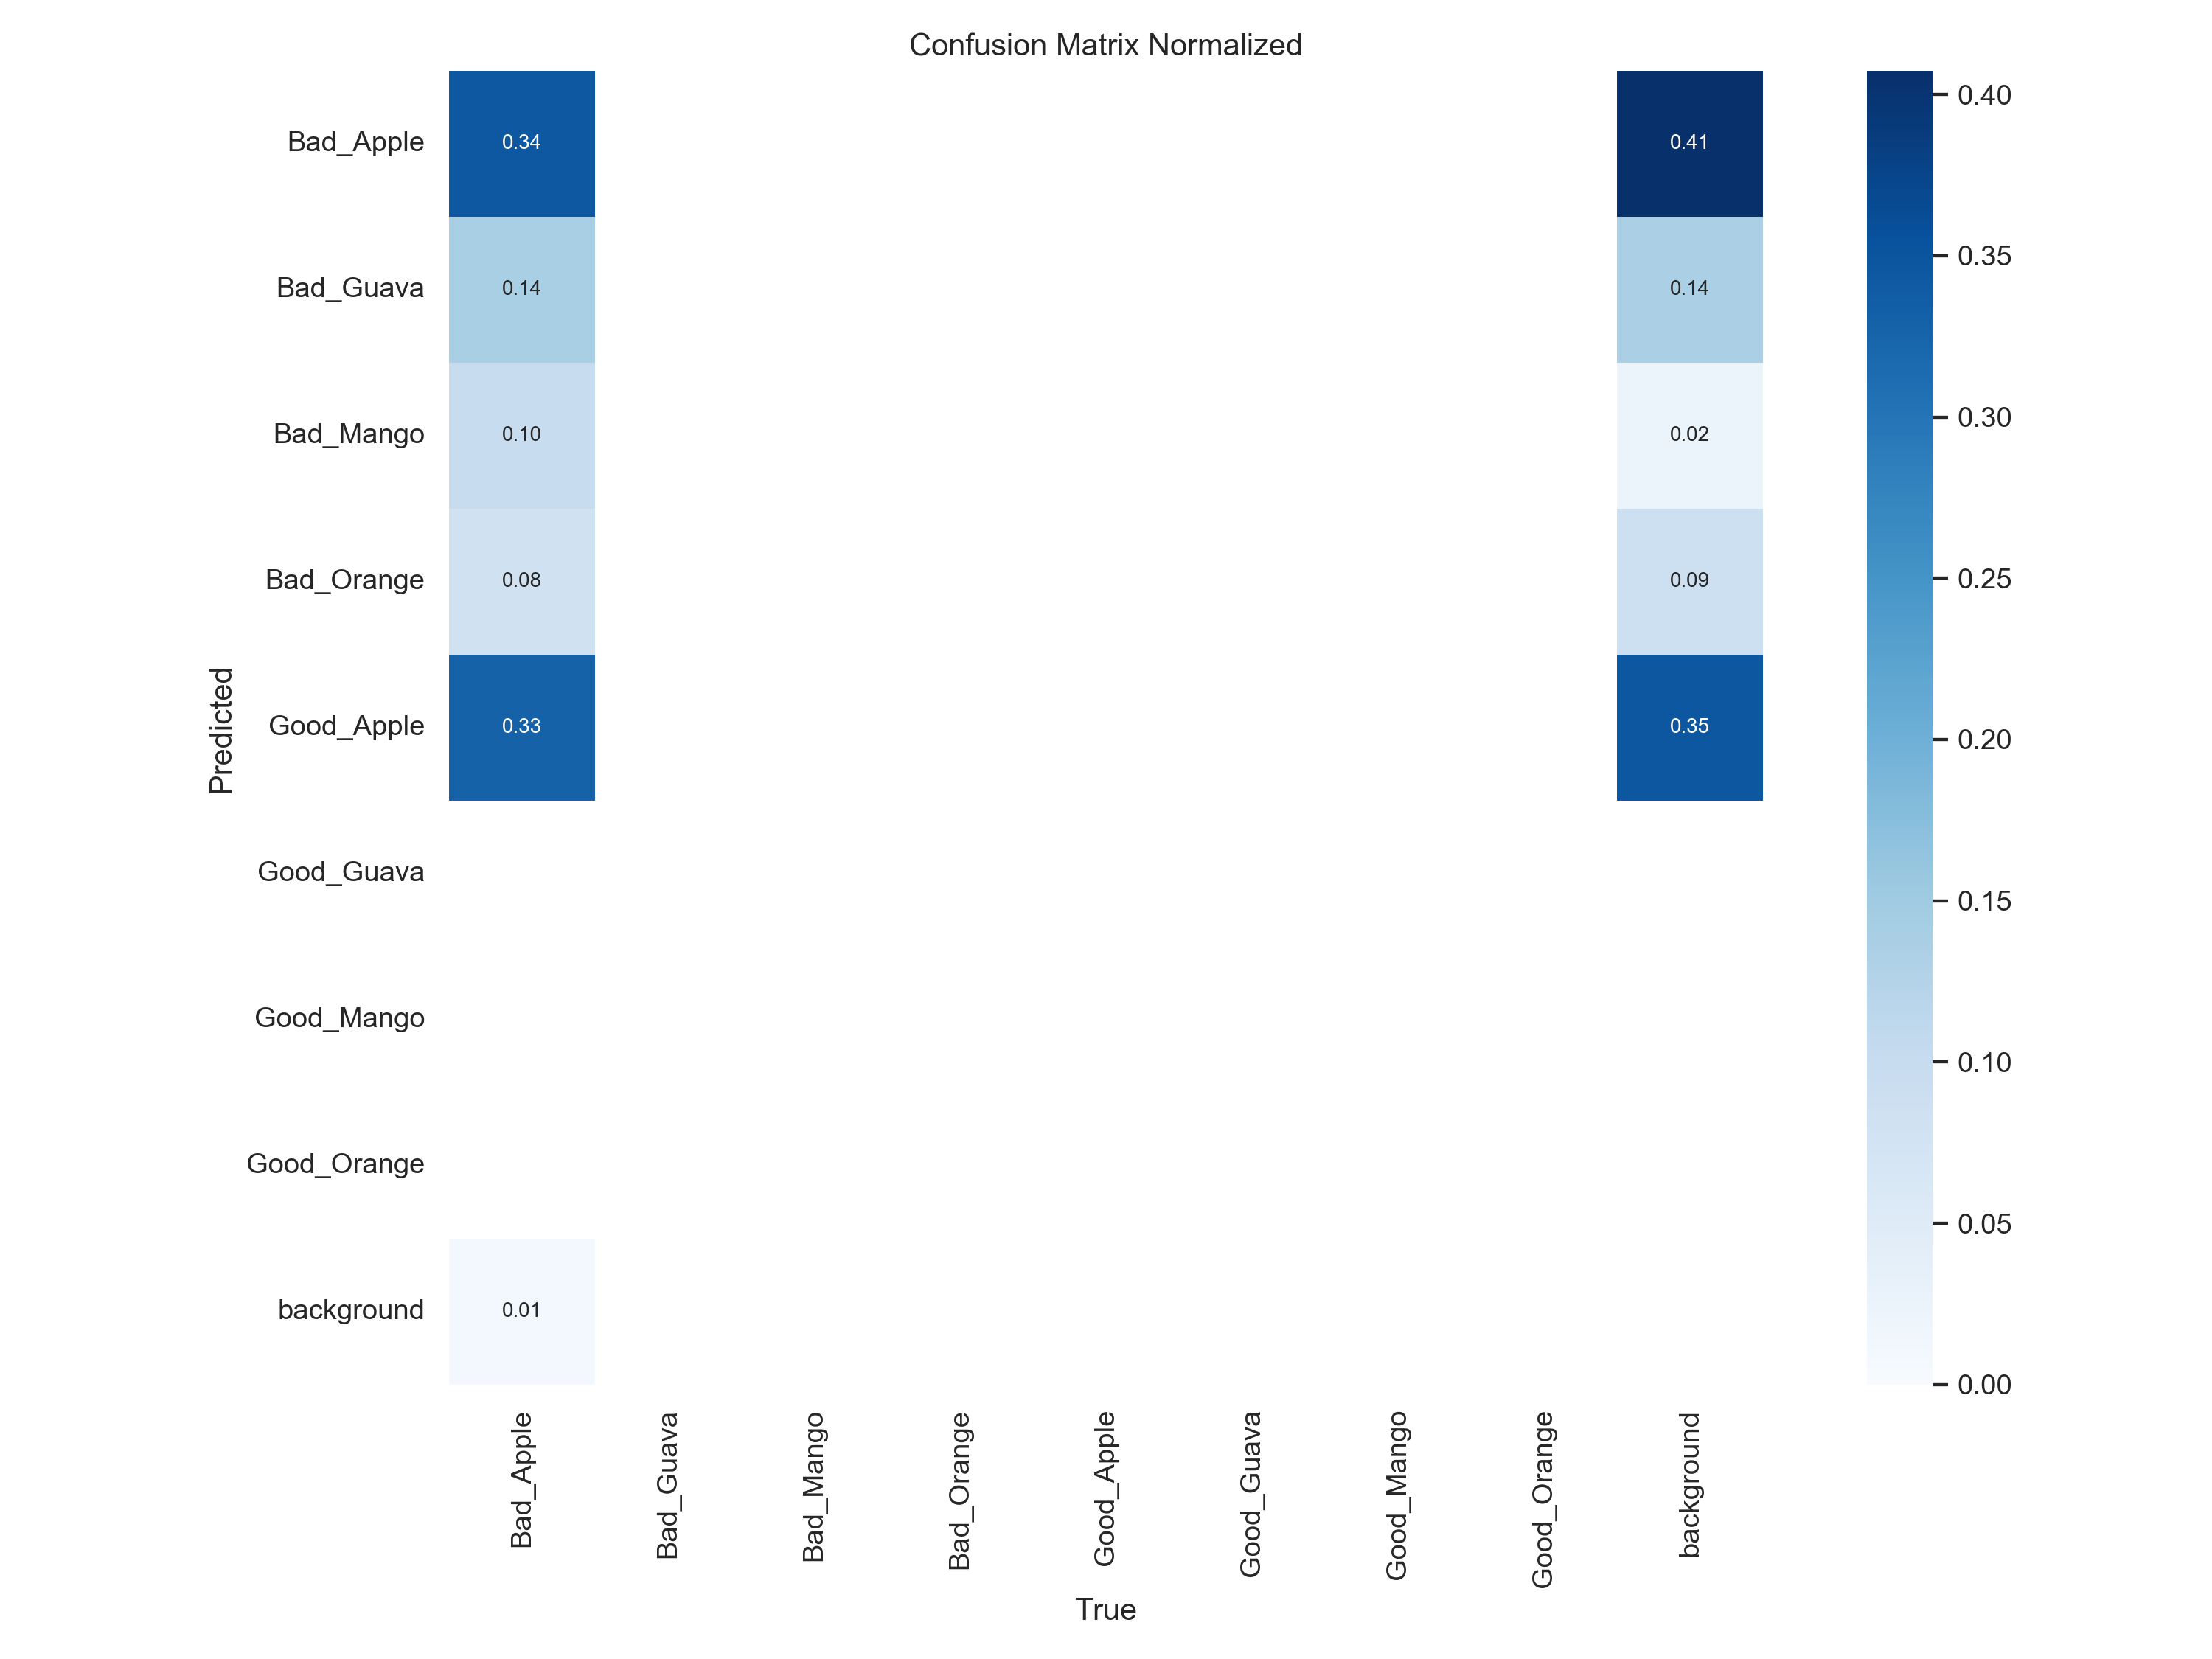 Confusion Matrix Normalized
Bad_Apple
0.34
0.41
Bad_Guava
0.14
0.14
Bad_Mango
0.10
0.02
Bad_Orange
0.08
0.09
Good_Apple
0.33
0.35
Good_Guava
Good_Mango
Good_Orange
background
0.01
Predicted
Bad_Apple
Bad_Guava
Bad_Mango
Bad_Orange
Good_Apple
Good_Guava
Good_Mango
Good_Orange
background
True
0.40
0.35
0.30
0.25
0.20
0.15
0.10
0.05
0.00